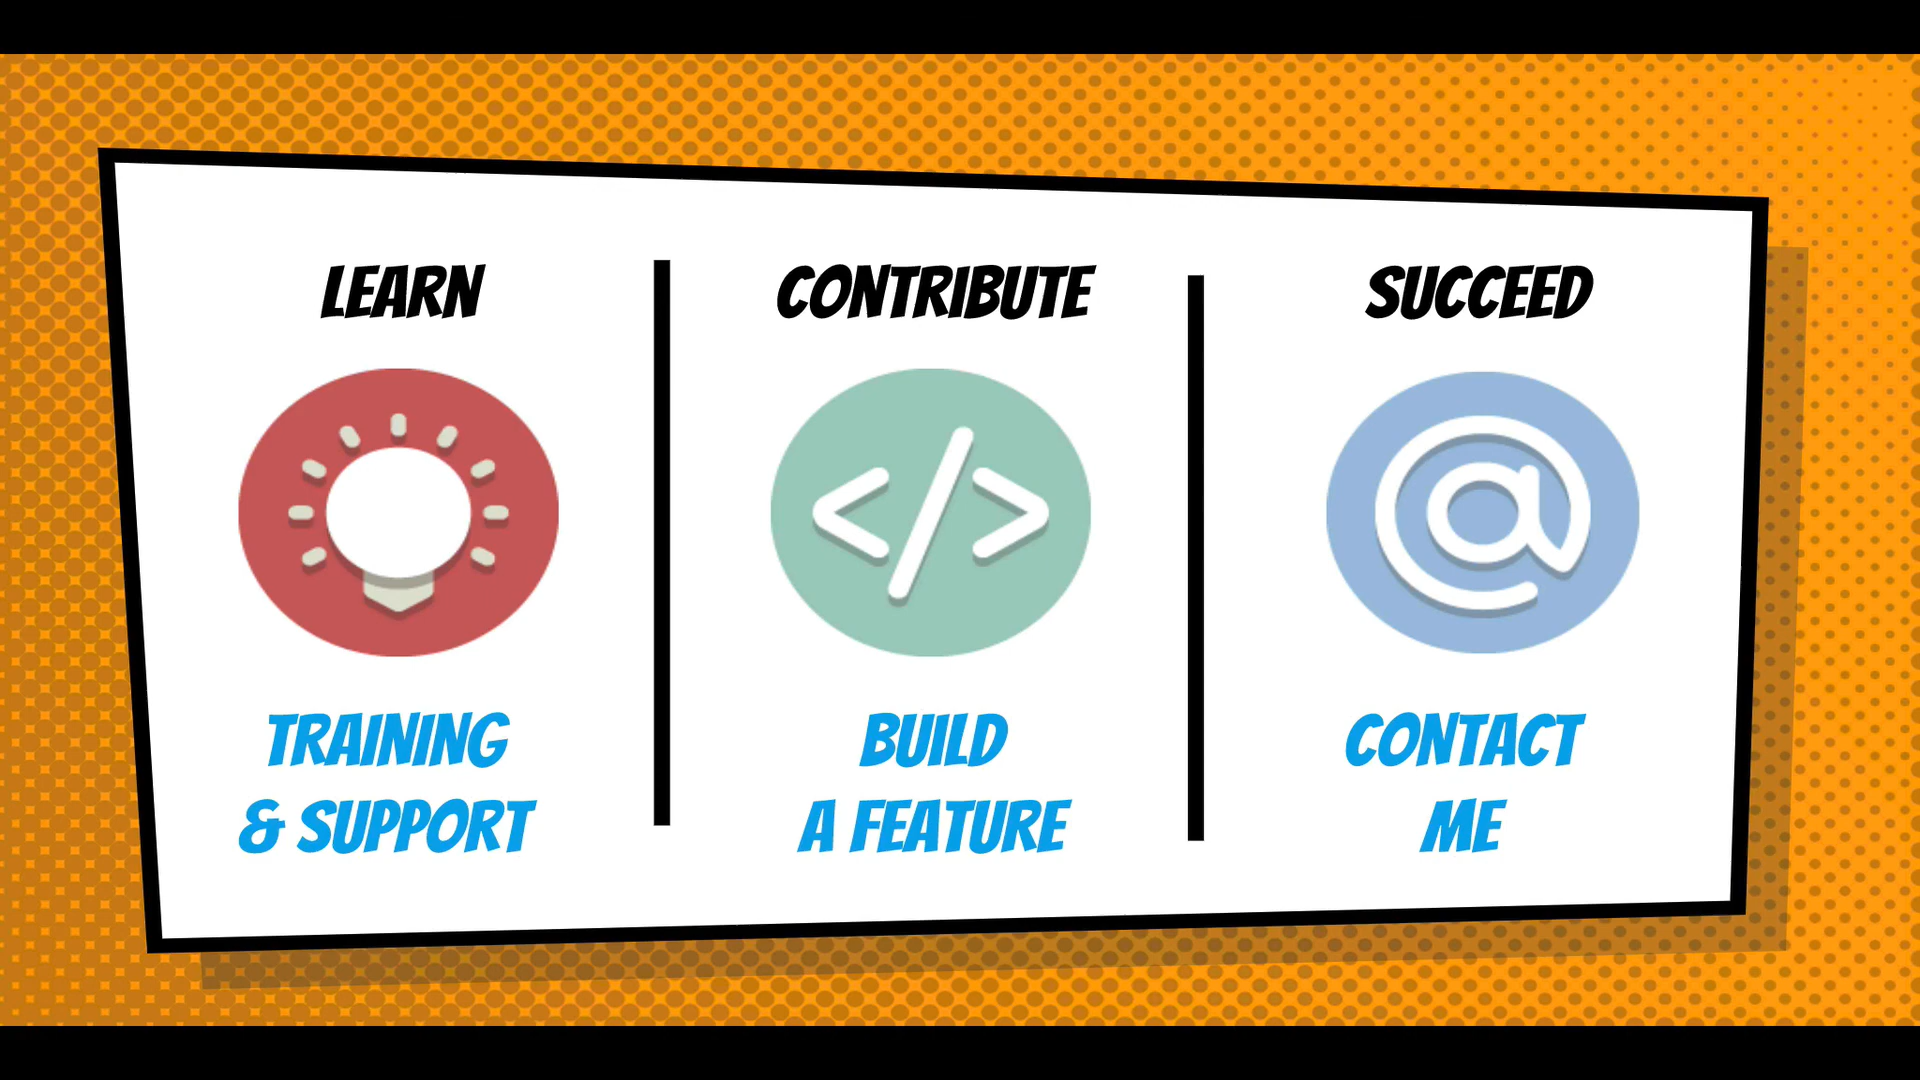 LEARN
TRAINING
& SUPPORT
CONTRIBUTE
</>
BUILD
A FEATURE
SUCCEED
@
CONTACT
ME